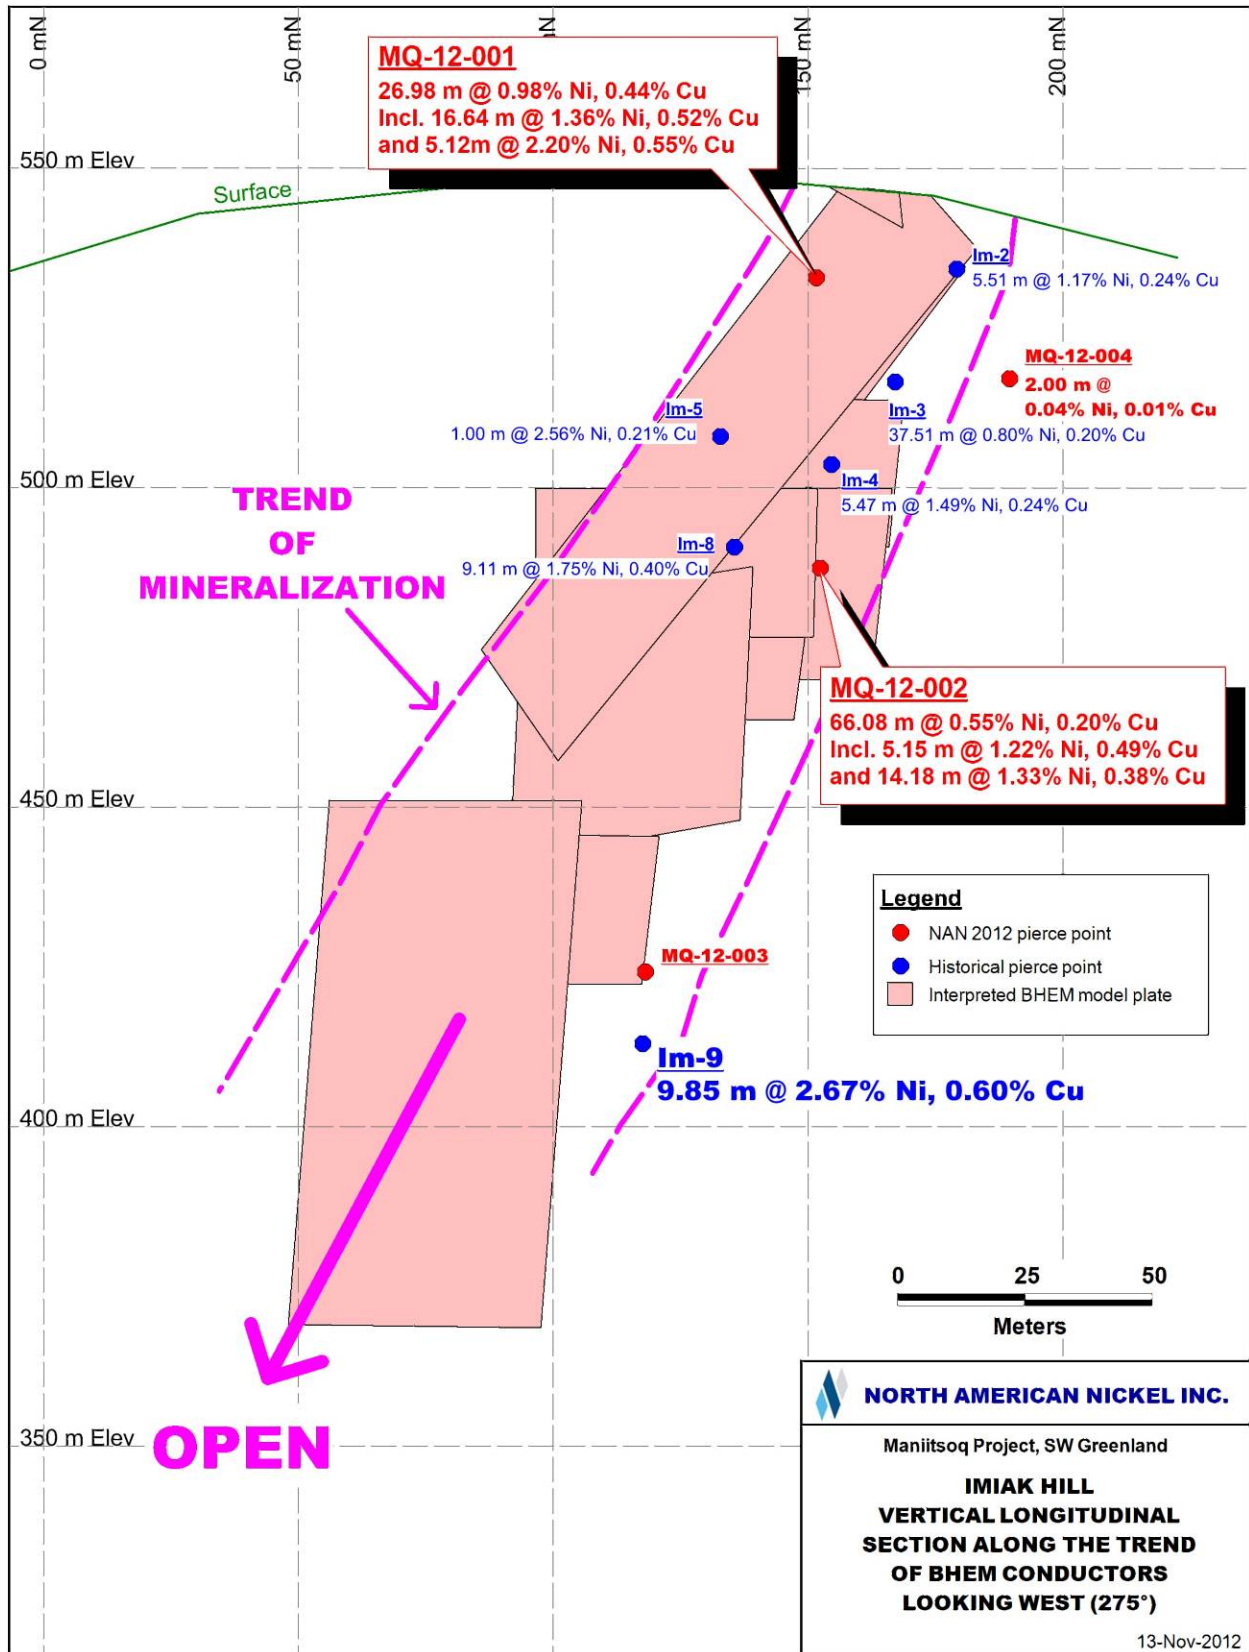 0 mN
50 mN
mN
150 mN
200 mN
MQ-12-001
26.98 m @ 0.98% Ni, 0.44% Cu
Incl. 16.64 m @ 1.36% Ni, 0.52% Cu
and 5.12m @ 2.20% Ni, 0.55% Cu
550 m Elev
Surface
Im-2
5.51 m @ 1.17% Ni, 0.24% Cu
MQ-12-004
2.00 m @
0.04% Ni, 0.01% Cu
Im-5
1.00 m @ 2.56% Ni, 0.21% Cu
Im-3
37.51 m @ 0.80% Ni, 0.20% Cu
500 m Elev
Im-4
5.47 m @ 1.49% Ni, 0.24% Cu
TREND
OF
MINERALIZATION
Im-8
9.11 m @ 1.75% Ni, 0.40% Cu
MQ-12-002
66.08 m @ 0.55% Ni, 0.20% Cu
Incl. 5.15 m @ 1.22% Ni, 0.49% Cu
and 14.18 m @ 1.33% Ni, 0.38% Cu
450 m Elev
Legend
NAN 2012 pierce point
Historical pierce point
Interpreted BHEM model plate
MQ-12-003
Im-9
9.85 m @ 2.67% Ni, 0.60% Cu
400 m Elev
0 25 50
Meters
OPEN
350 m Elev
NORTH AMERICAN NICKEL INC.
Maniitsoq Project, SW Greenland
IMIAK HILL
VERTICAL LONGITUDINAL
SECTION ALONG THE TREND
OF BHEM CONDUCTORS
LOOKING WEST (275°)
13-Nov-2012